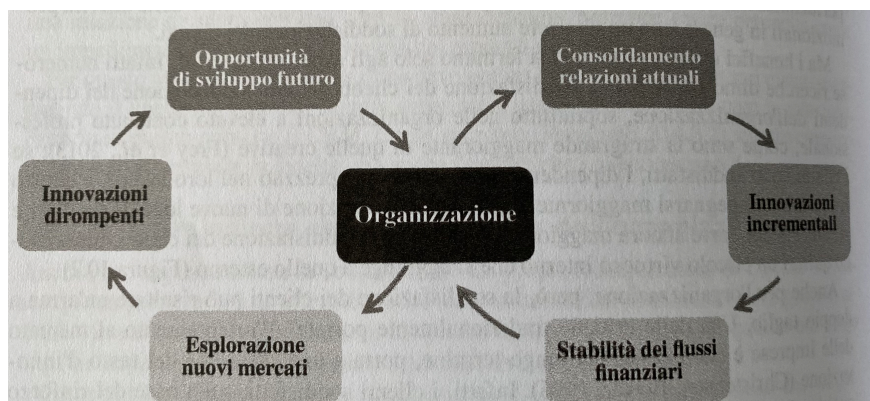 Opportunità
di sviluppo futuro
Consolidamento
relazioni attuali
Innovazioni
dirompenti
Organizzazione
Innovazioni
incrementali
Esplorazione
nuovi mercati
Stabilità dei flussi
finanziari